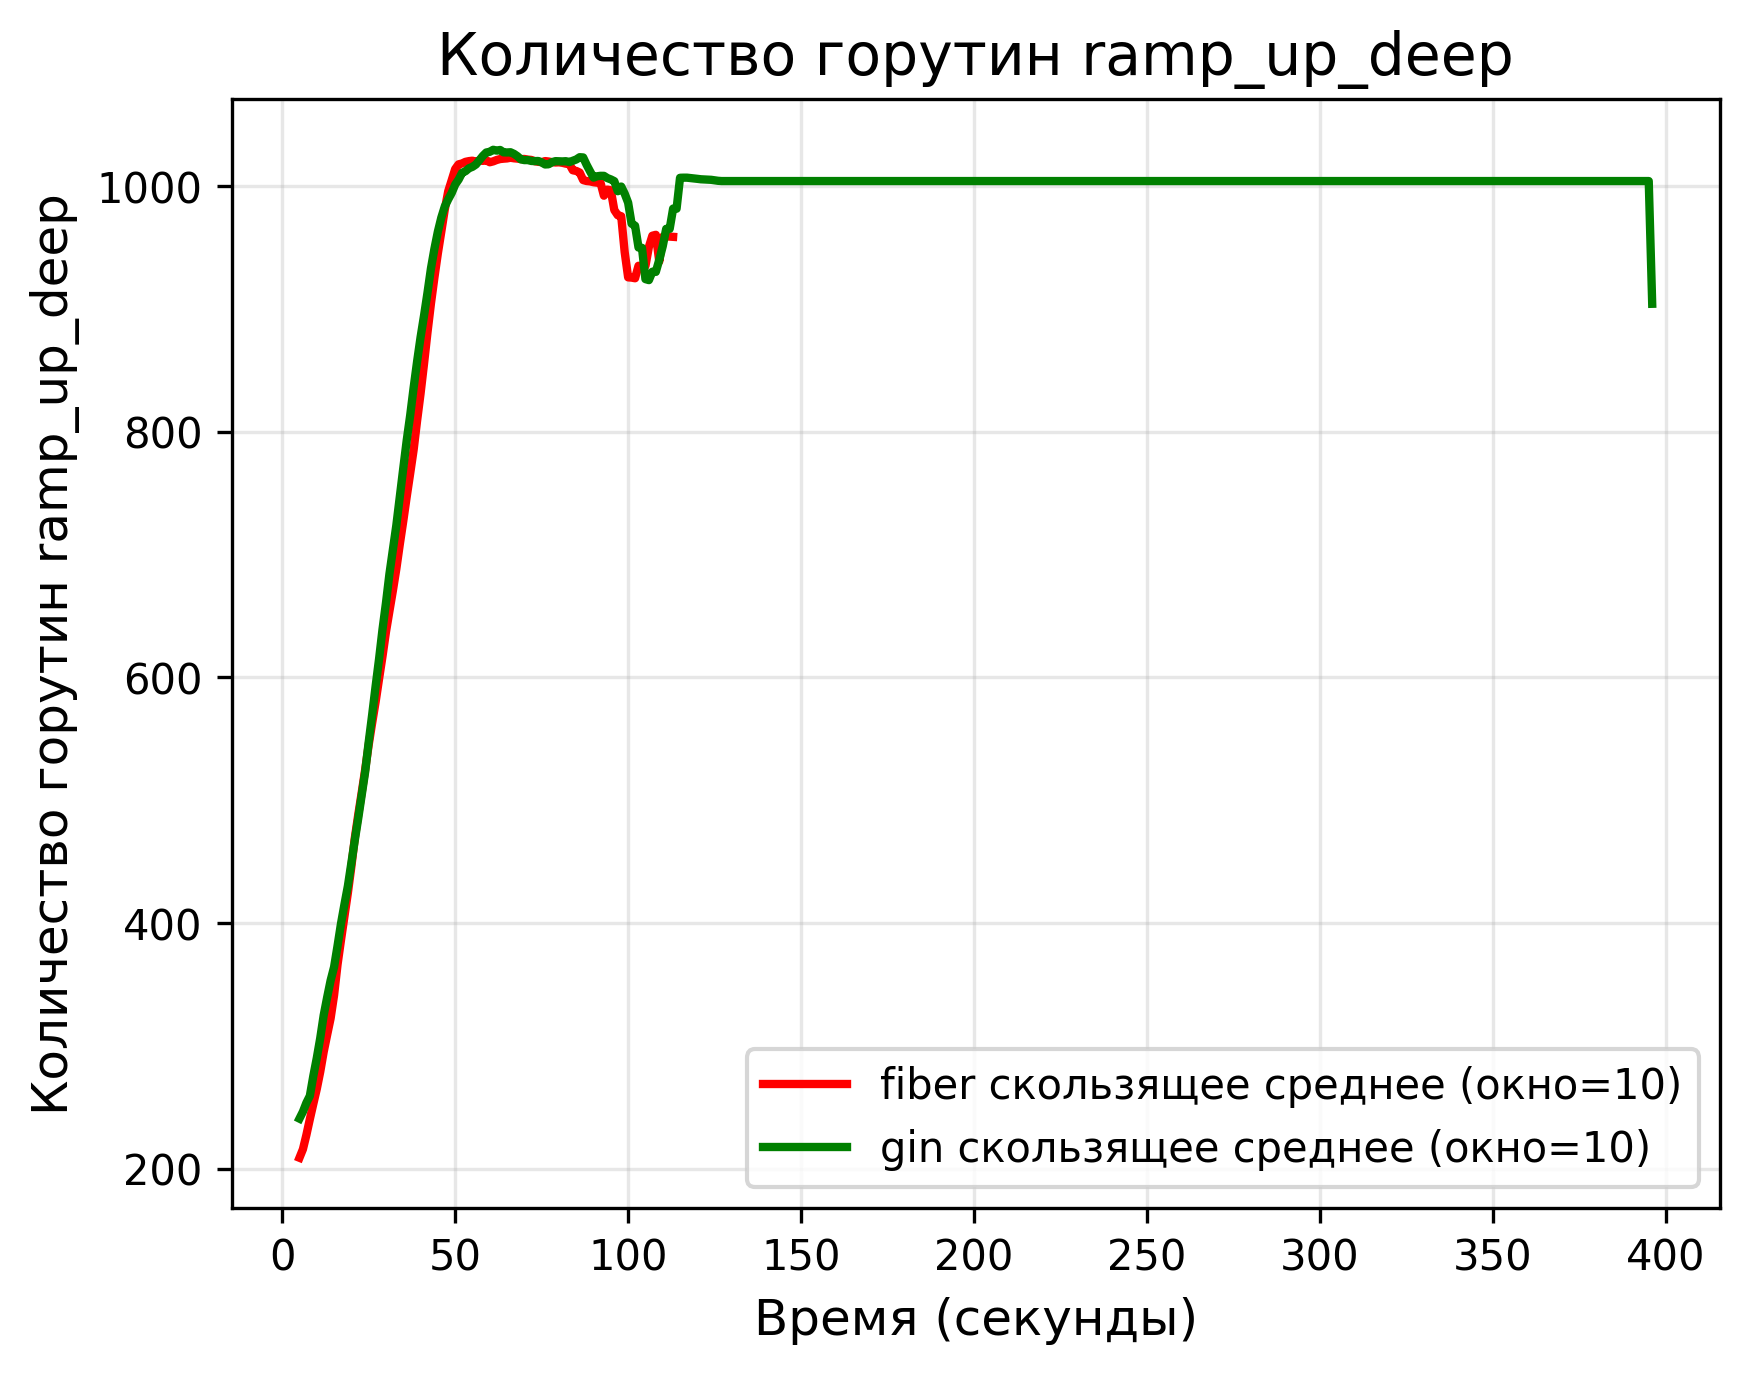 Количество горутин ramp_up_deep
Количество горутин ramp_up_deep
1000
800
600
400
200
fiber скользящее среднее (окно=10)
gin скользящее среднее (окно=10)
0 50 100 150 200 250 300 350 400
Время (секунды)